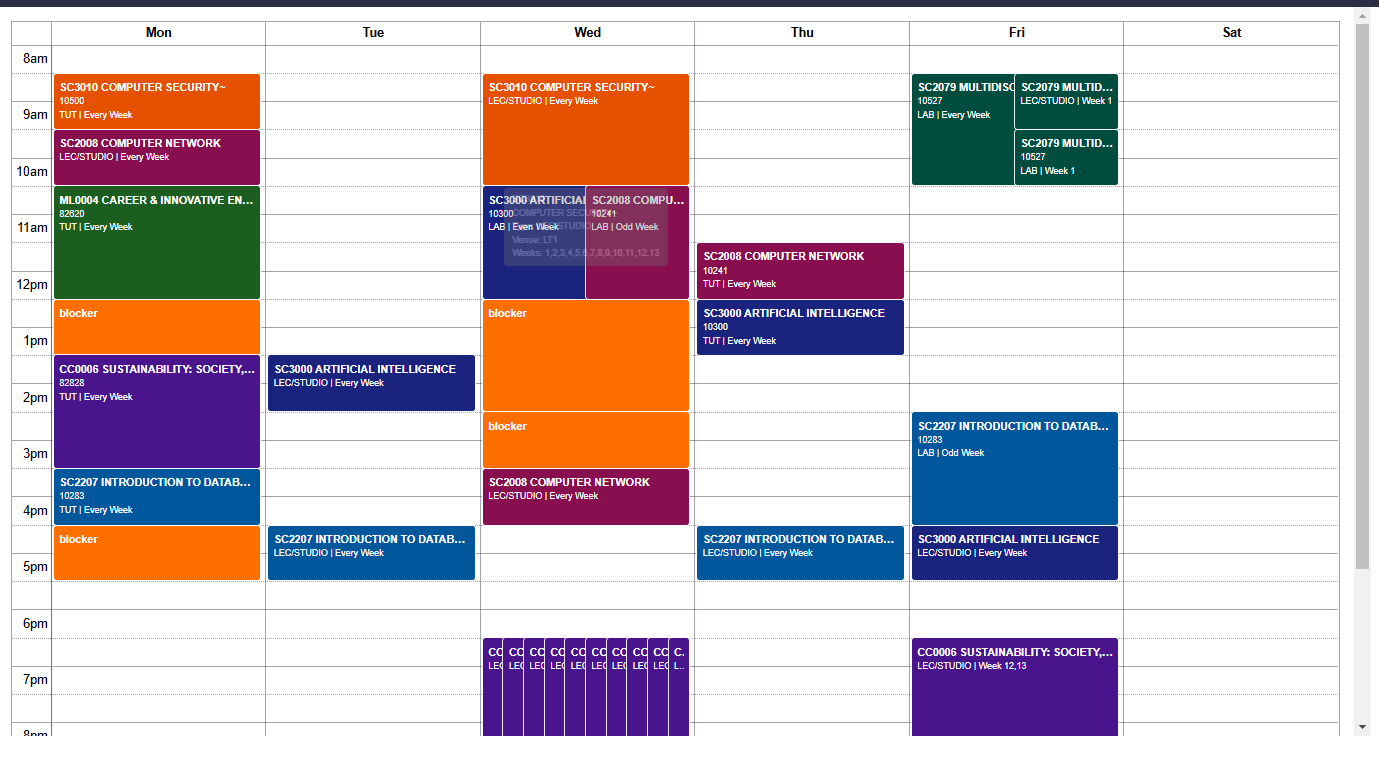 Mon Tue Wed Thu Fri Sat
8am
9am
10am
11am
12pm
1pm
2pm
3pm
4pm
5pm
6pm
7pm
8pm
SC3010 COMPUTER SECURITY~
10500
TUT | Every Week
SC2008 COMPUTER NETWORK
LEC/STUDIO | Every Week
ML0004 CAREER & INNOVATIVE EN...
82620
TUT | Every Week
blocker
CC0006 SUSTAINABILITY: SOCIETY,...
82828
TUT | Every Week
SC2207 INTRODUCTION TO DATAB...
10283
TUT | Every Week
blocker
SC3000 ARTIFICIAL INTELLIGENCE
LEC/STUDIO | Every Week
SC2207 INTRODUCTION TO DATAB...
LEC/STUDIO | Every Week
SC3010 COMPUTER SECURITY~
LEC/STUDIO | Every Week
SC3000 ARTIFICIAL
10300
LAB | Even Week
SC2008 COMPU...
10241
LAB | Odd Week
COMPUTER SECURITY~
Venue: LT1
Weeks: 1,2,3,4,5,6,7,8,9,10,11,12,13
blocker
blocker
SC2008 COMPUTER NETWORK
LEC/STUDIO | Every Week
CC CC CC CC CC CC CC CC CC C.
LEC LEC LEC LEC LEC LEC LEC LEC LEC L..
SC2008 COMPUTER NETWORK
10241
TUT | Every Week
SC3000 ARTIFICIAL INTELLIGENCE
10300
TUT | Every Week
SC2207 INTRODUCTION TO DATAB...
LEC/STUDIO | Every Week
SC2079 MULTIDISC
10527
LAB | Every Week
SC2079 MULTID...
LEC/STUDIO | Week 1
SC2079 MULTID...
10527
LAB | Week 1
SC2207 INTRODUCTION TO DATAB...
10283
LAB | Odd Week
SC3000 ARTIFICIAL INTELLIGENCE
LEC/STUDIO | Every Week
CC0006 SUSTAINABILITY: SOCIETY,...
LEC/STUDIO | Week 12,13